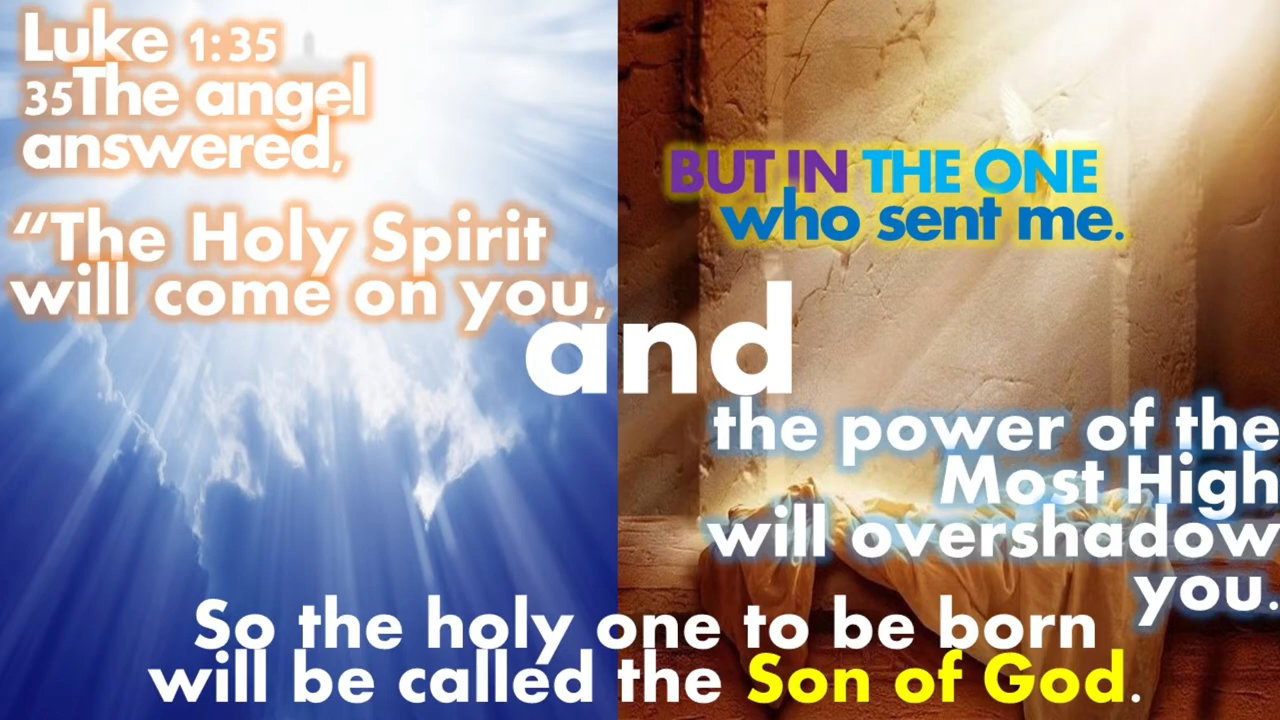 Luke 1:35
35The angel
answered,
“The Holy Spirit
will come on you,
BUT IN THE ONE
who sent me.
and
the power of the
Most High
will overshadow
you.
So the holy one to be born
will be called the Son of God.